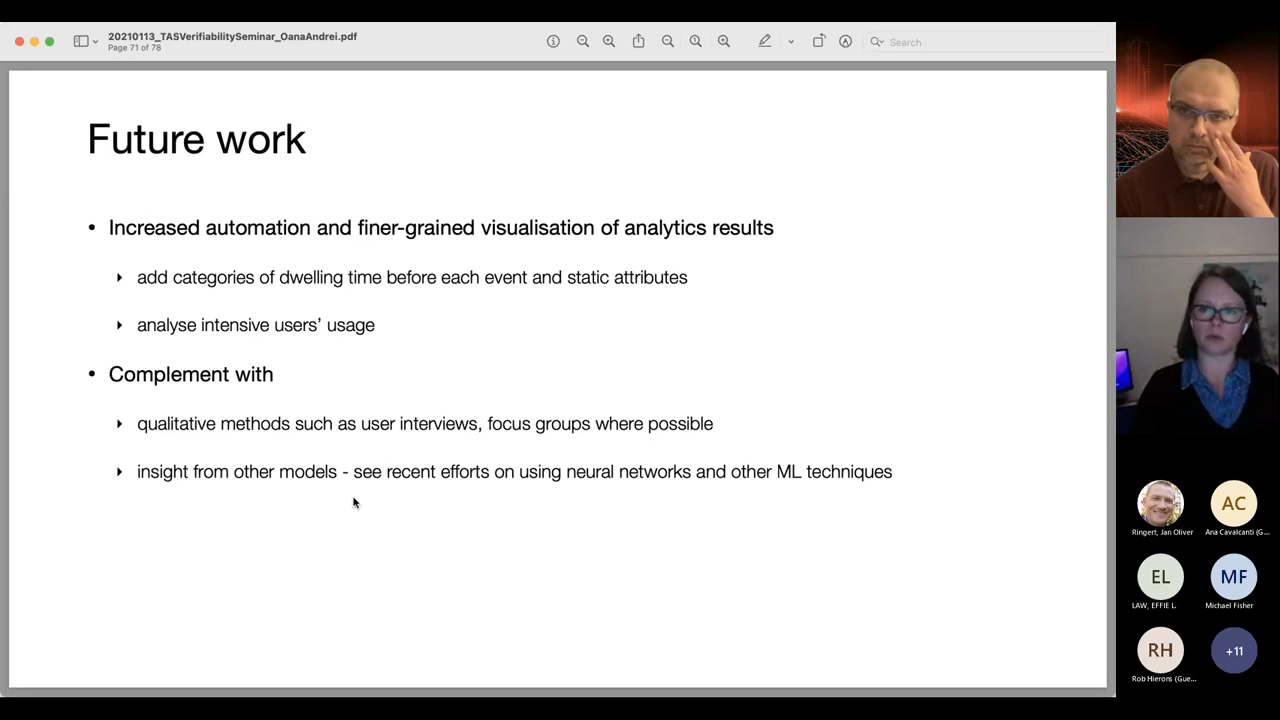 20210113_TASVerifiabilitySeminar_OanaAndrei.pdf
Page 71 of 78
Search
Future work
• Increased automation and finer-grained visualisation of analytics results
‣ add categories of dwelling time before each event and static attributes
‣ analyse intensive users’ usage
• Complement with
‣ qualitative methods such as user interviews, focus groups where possible
‣ insight from other models - see recent efforts on using neural networks and other ML techniques
AC
Ringert, Jan Oliver
Ana Cavalcanti (G...
EL
MF
LAW, EFFIE L.
Michael Fisher
RH
+11
Rob Hierons (Gue...